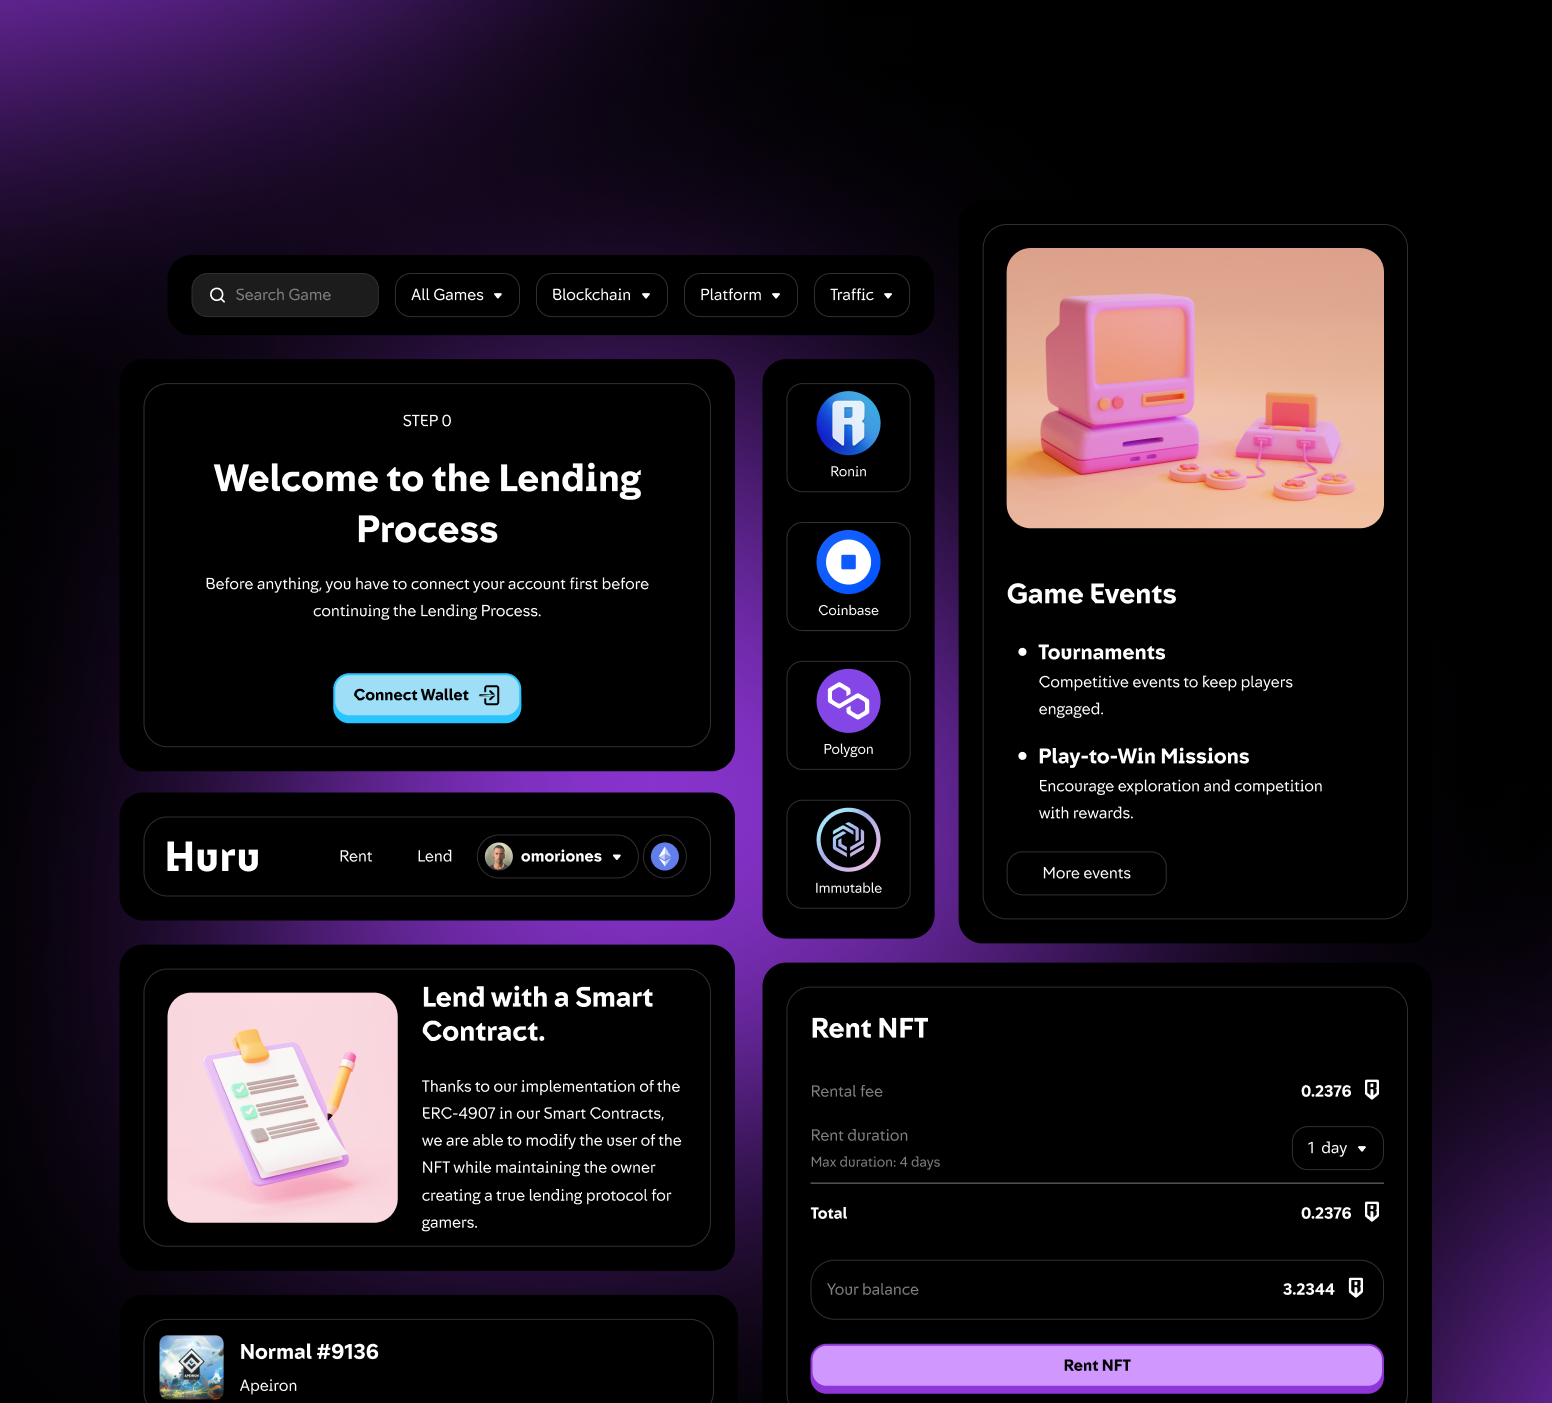 Search Game
All Games
Blockchain
Platform
Traffic
STEP 0
Welcome to the Lending
Process
Before anything, you have to connect your account first before
continuing the Lending Process.
Connect Wallet
Ronin
Coinbase
Polygon
Immutable
Game Events
Tournaments
Competitive events to keep players
engaged.
Play-to-Win Missions
Encourage exploration and competition
with rewards.
More events
Huru
Rent
Lend
omoriones
Lend with a Smart
Contract.
Thanks to our implementation of the
ERC-4907 in our Smart Contracts,
we are able to modify the user of the
NFT while maintaining the owner
creating a true lending protocol for
gamers.
Rent NFT
Rental fee 0.2376
Rent duration
Max duration: 4 days
1 day
Total 0.2376
Your balance 3.2344
Rent NFT
APEIRON
Normal #9136
Apeiron